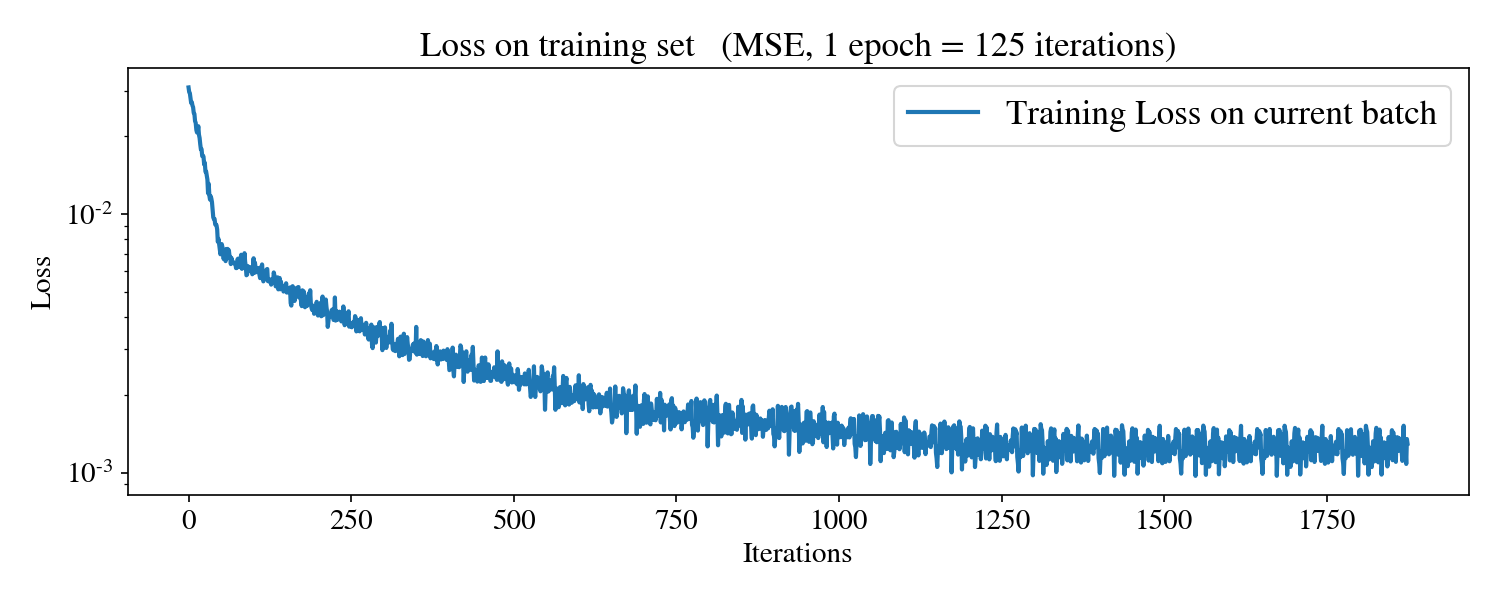 Loss on training set (MSE, 1 epoch = 125 iterations)
Training Loss on current batch
Loss
10⁻²
10⁻³
0 250 500 750 1000 1250 1500 1750
Iterations